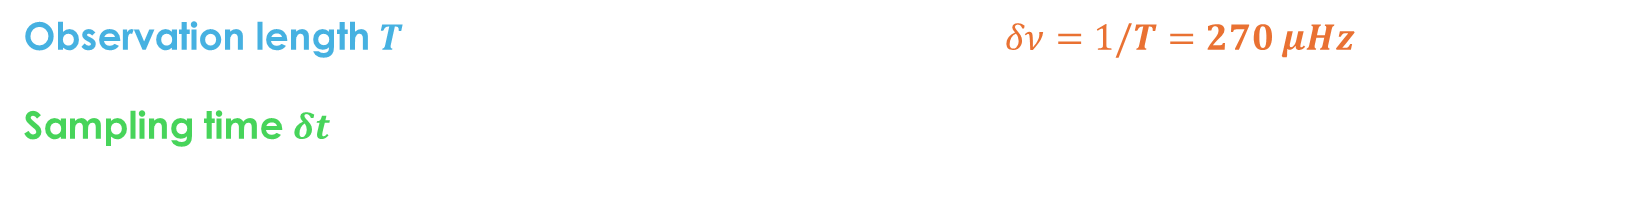 Observation length T δν = 1/T = 270 μHz
Sampling time δt